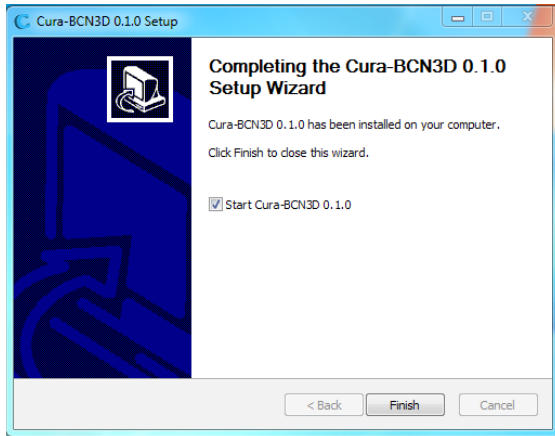 Cura-BCN3D 0.1.0 Setup
Completing the Cura-BCN3D 0.1.0
Setup Wizard
Cura-BCN3D 0.1.0 has been installed on your computer.
Click Finish to close this wizard.
Start Cura-BCN3D 0.1.0
< Back Finish Cancel